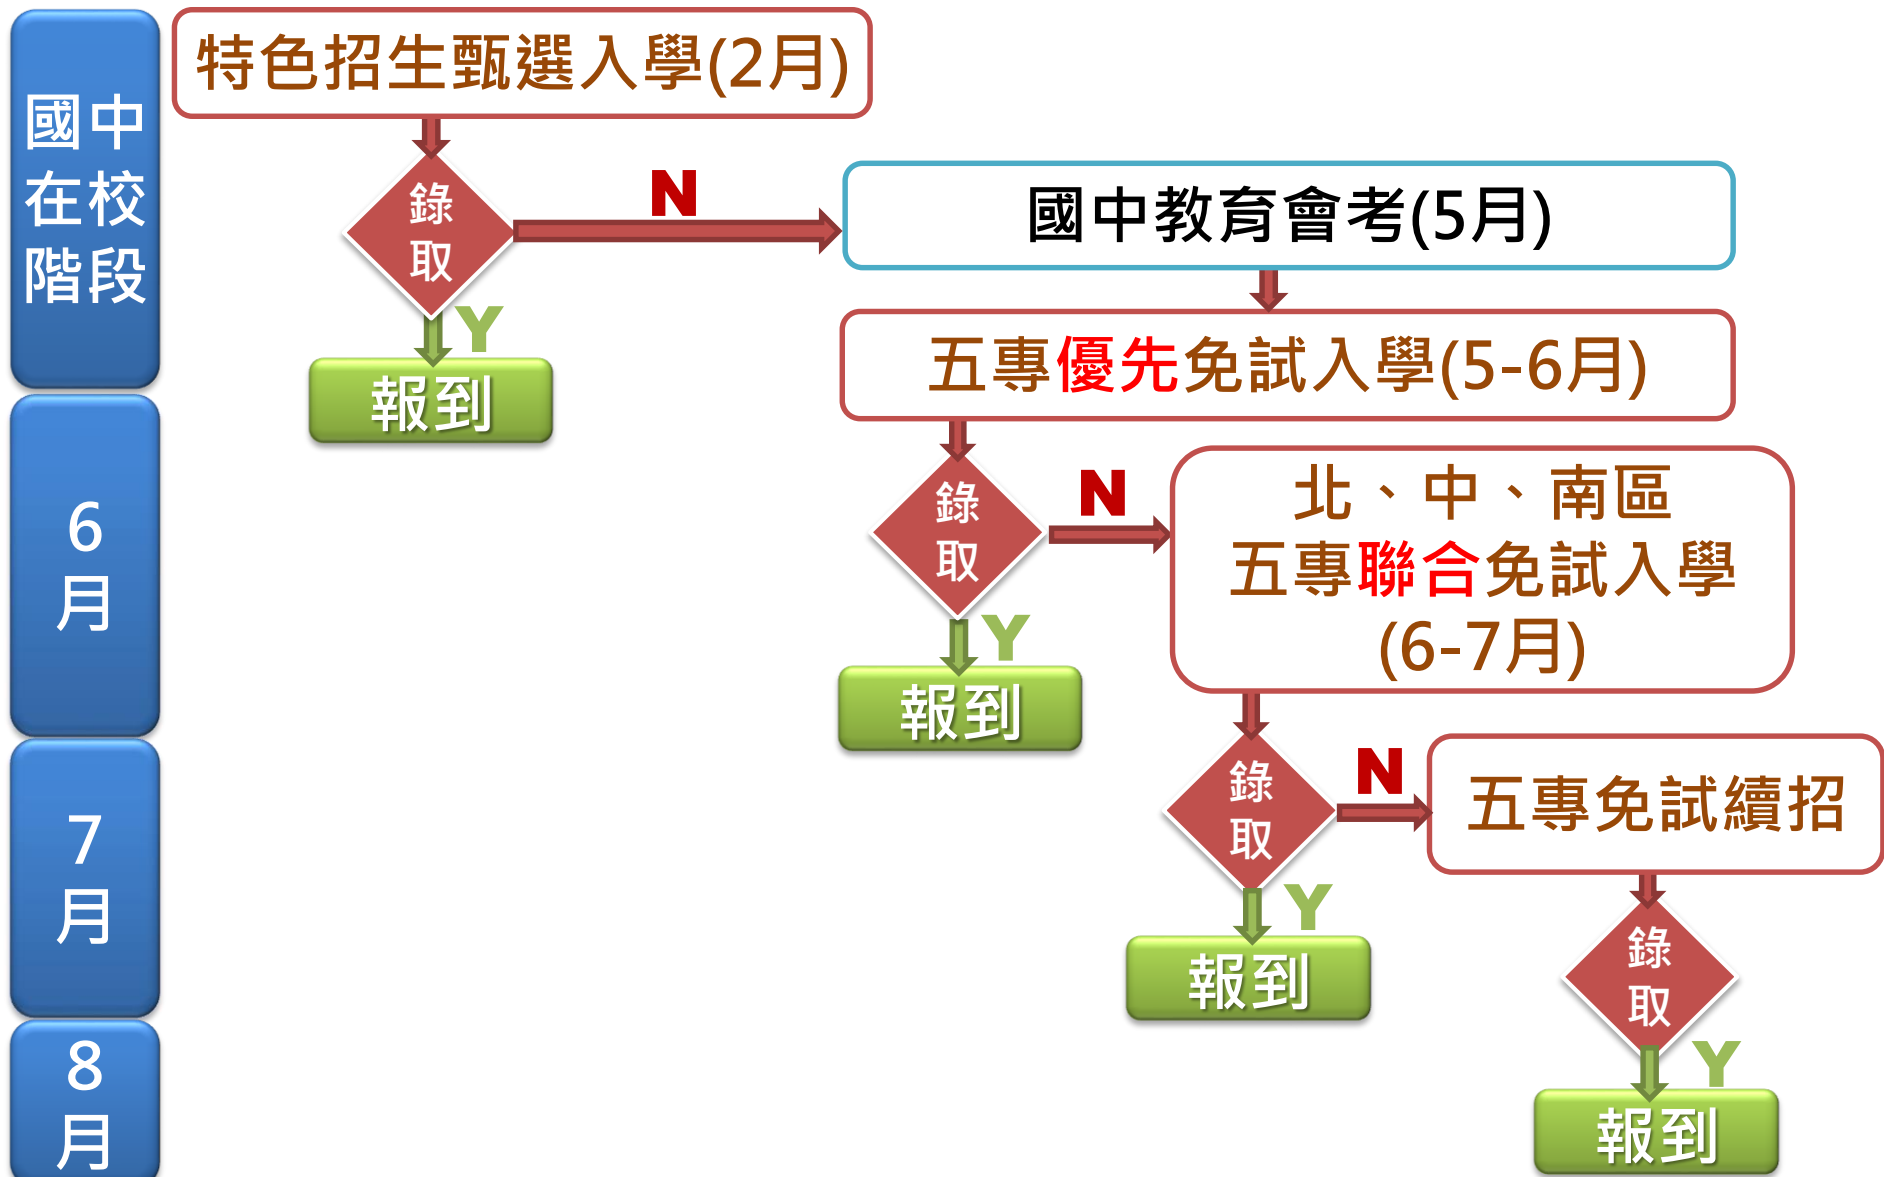 國中
在校
階段
特色招生甄選入學(2月)
錄
取
N
Y
報到
國中教育會考(5月)
五專優先免試入學(5-6月)
6
月
錄
取
N
Y
報到
北、中、南區
五專聯合免試入學
(6-7月)
7
月
錄
取
N
Y
報到
五專免試續招
錄
取
Y
報到
8
月